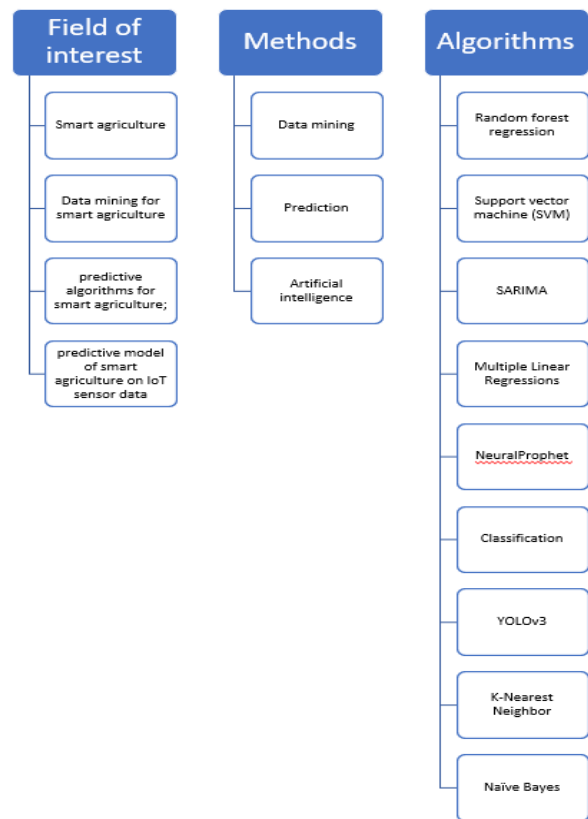 Field of
interest
Smart agriculture
Data mining for
smart agriculture
predictive
algorithms for
smart agriculture;
predictive model
of smart
agriculture on IoT
sensor data
Methods
Data mining
Prediction
Artificial
intelligence
Algorithms
Random forest
regression
Support vector
machine (SVM)
SARIMA
Multiple Linear
Regressions
NeuralProphet
Classification
YOLOv3
K-Nearest
Neighbor
Naïve Bayes